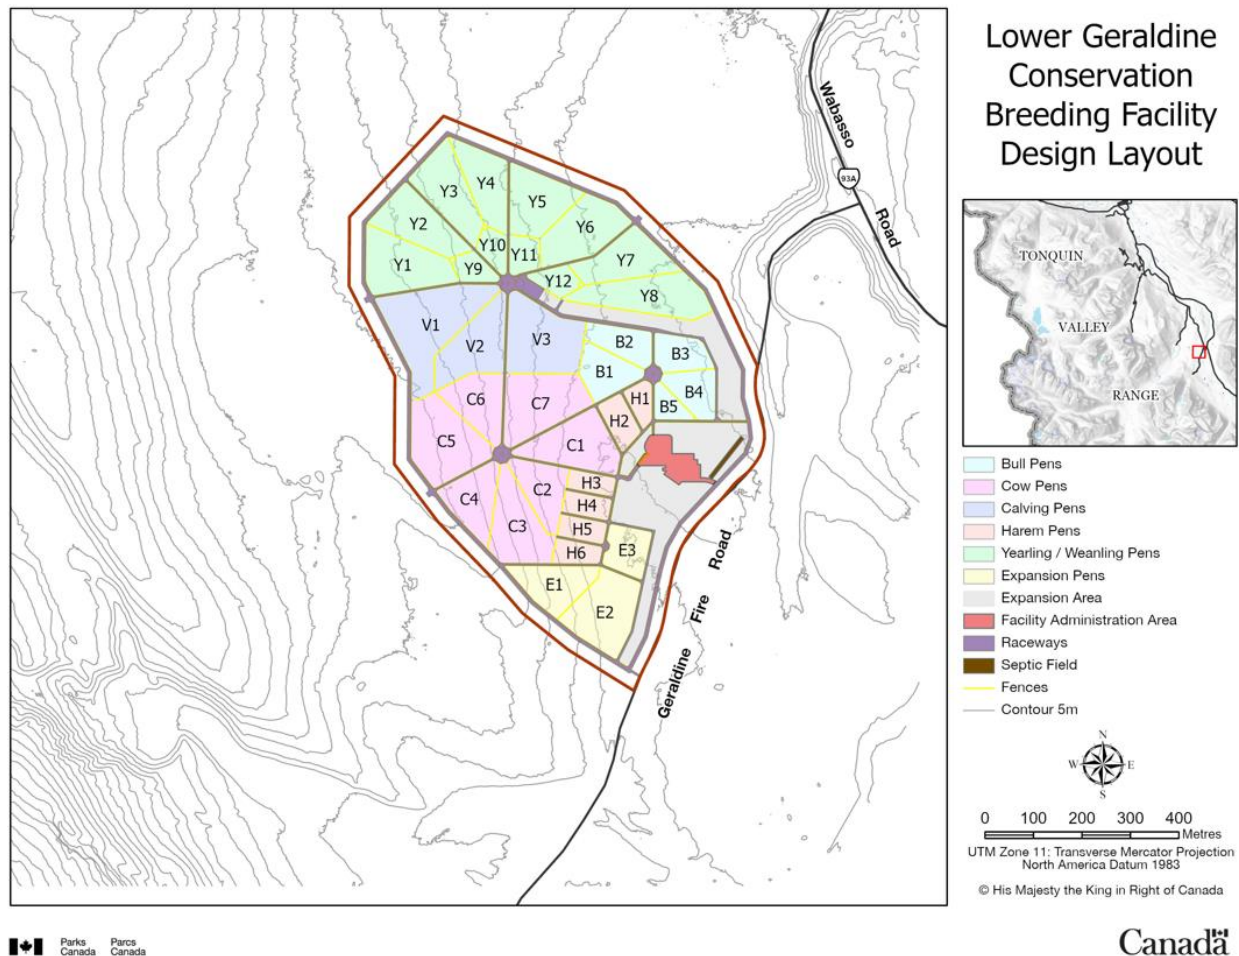 Lower Geraldine
Conservation
Breeding Facility
Design Layout
Wabasso
93A
Road
Y3
Y4
Y5
Y2
Y6
Y10
Y11
Y7
Y1
Y9
Y12
Y8
V1
V2
V3
B2
B3
B1
B4
B5
C6
C7
H1
H2
C5
C1
H3
C4
C2
H4
C3
H5
H6
E3
E1
E2
Geraldine Fire Road
TONQUIN
VALLEY
RANGE
Bull Pens
Cow Pens
Calving Pens
Harem Pens
Yearling / Weanling Pens
Expansion Pens
Expansion Area
Facility Administration Area
Raceways
Septic Field
Fences
Contour 5m
N
W E
S
0 100 200 300 400
Metres
UTM Zone 11: Transverse Mercator Projection
North America Datum 1983
© His Majesty the King in Right of Canada
Parks Parcs
Canada Canada
Canada